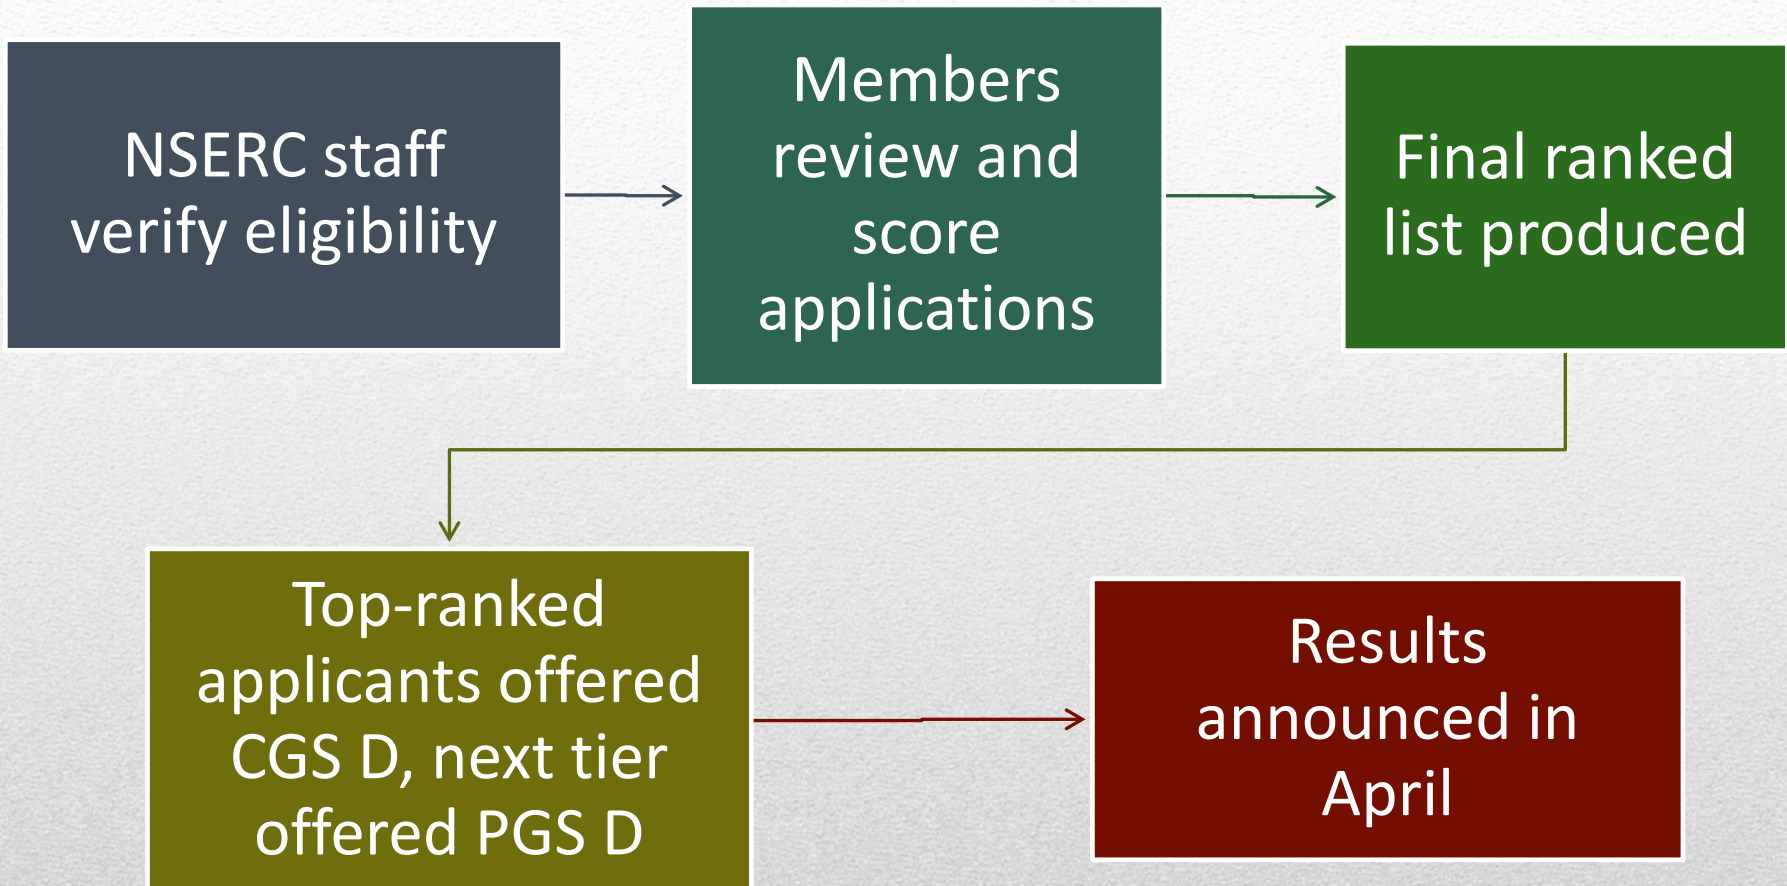 NSERC staff
verify eligibility
Members
review and
score
applications
Final ranked
list produced
Top-ranked
applicants offered
CGS D, next tier
offered PGS D
Results
announced in
April